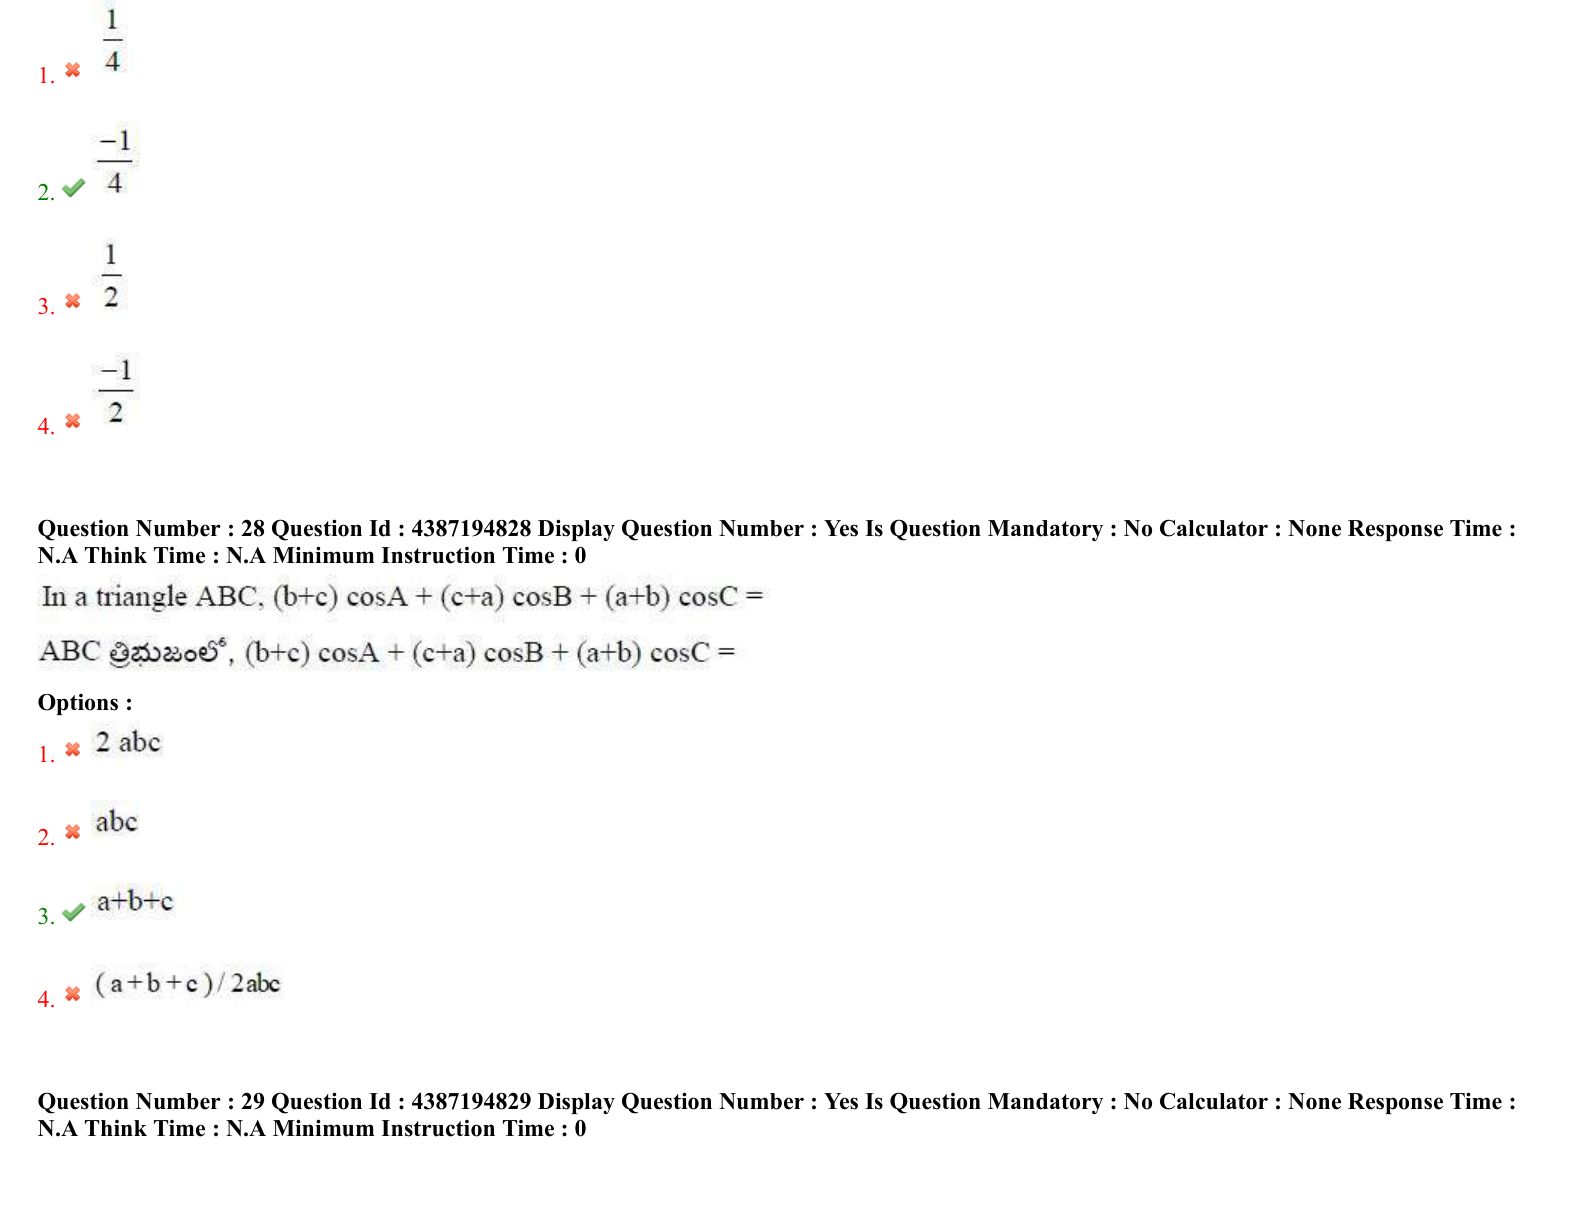 1
4
1.
−1
4
2.
1
2
3.
−1
2
4.
Question Number : 28 Question Id : 4387194828 Display Question Number : Yes Is Question Mandatory : No Calculator : None Response Time :
N.A Think Time : N.A Minimum Instruction Time : 0
In a triangle ABC, (b+c) cosA + (c+a) cosB + (a+b) cosC =
ABC త్రిభుజంలో, (b+c) cosA + (c+a) cosB + (a+b) cosC =
Options :
1. 2 abc
2. abc
3. a+b+c
4. (a+b+c)/2abc
Question Number : 29 Question Id : 4387194829 Display Question Number : Yes Is Question Mandatory : No Calculator : None Response Time :
N.A Think Time : N.A Minimum Instruction Time : 0